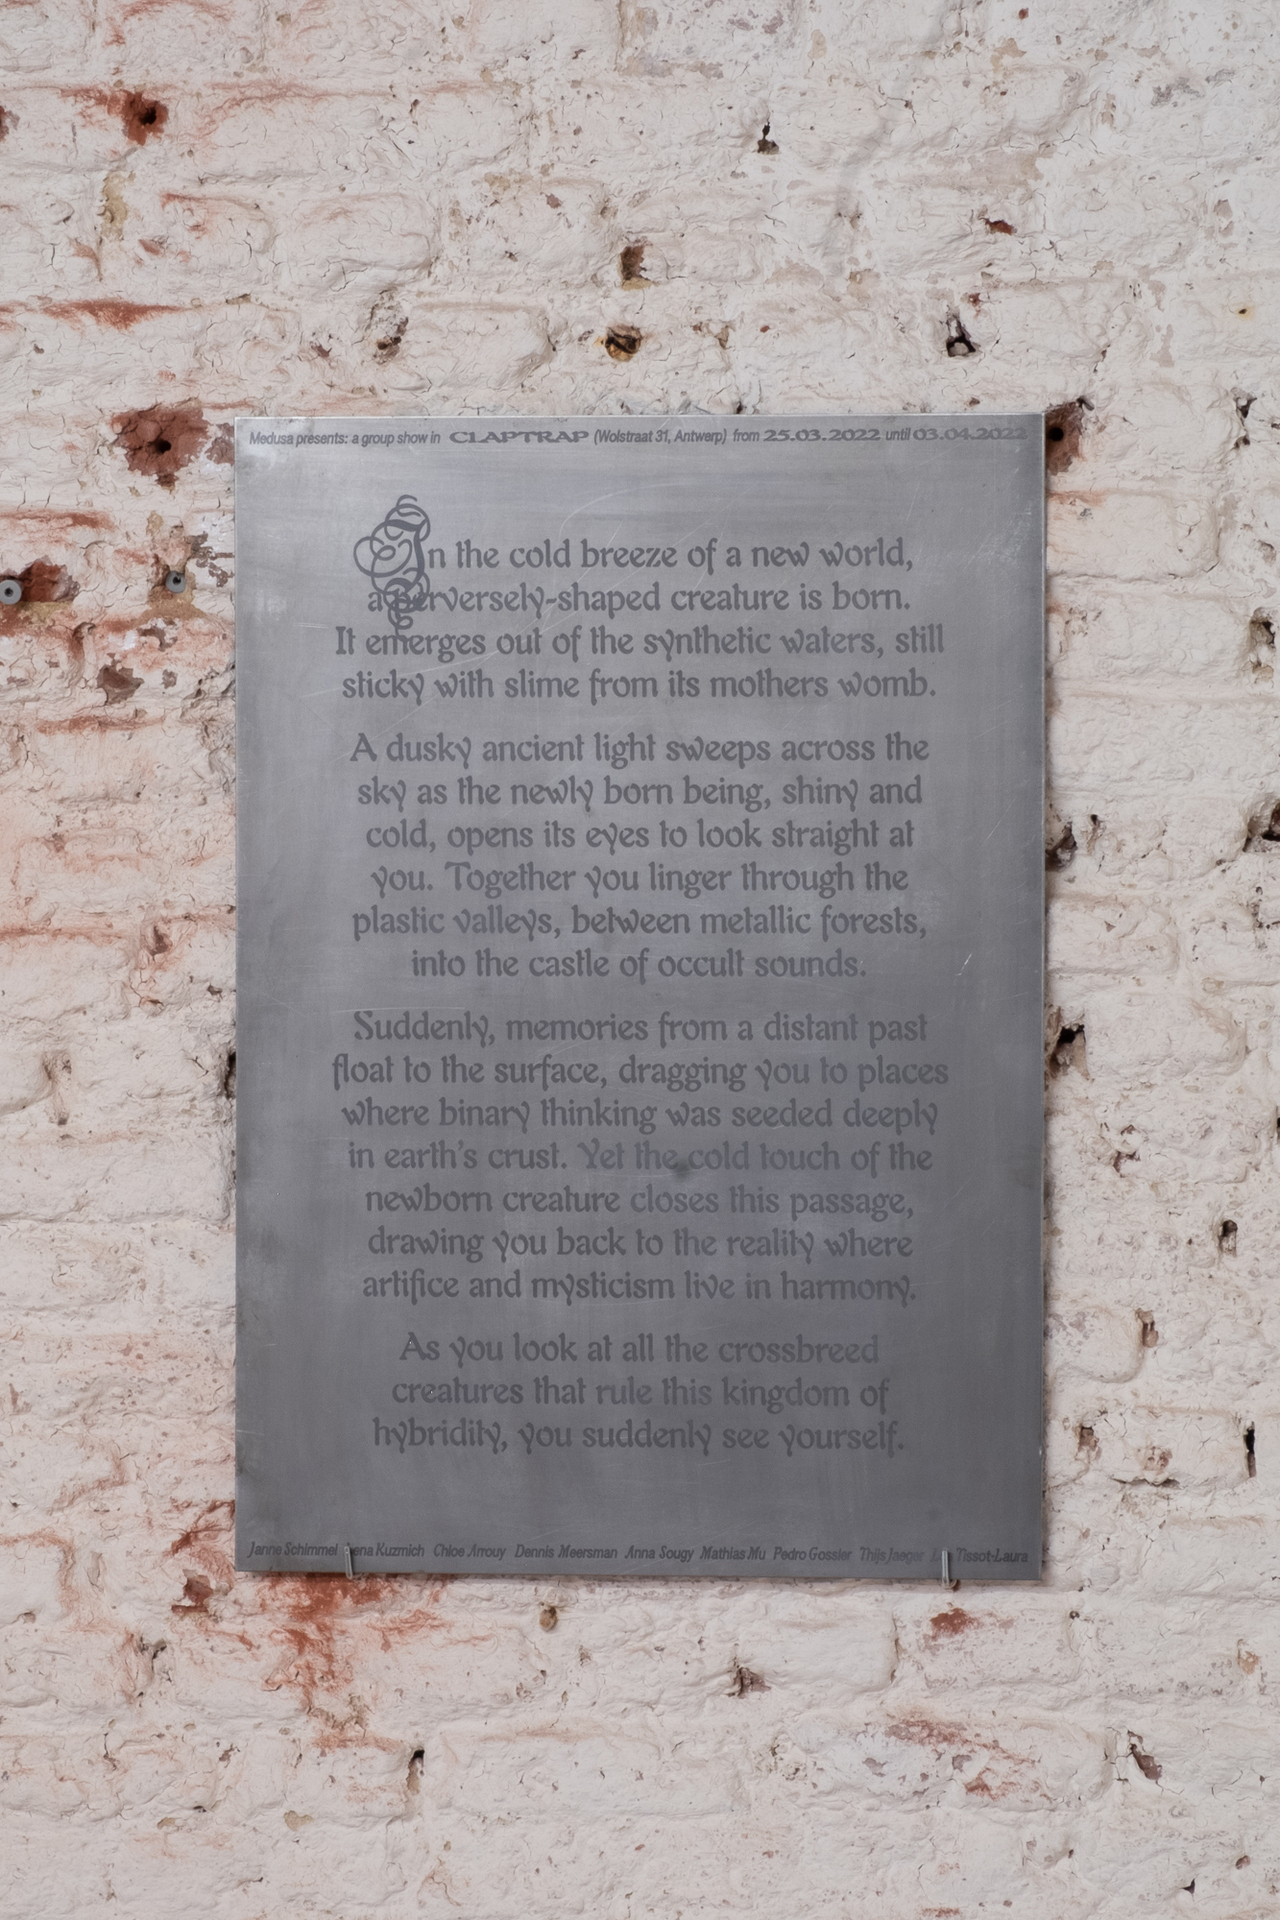 Medusa presents: a group show in CLAPTRAP (Wolstraat 31, Antwerp) from 25.03.2022 until 03.04.2022
In the cold breeze of a new world,
a perversely-shaped creature is born.
It emerges out of the synthetic waters, still
sticky with slime from its mothers womb.
A dusky ancient light sweeps across the
sky as the newly born being, shiny and
cold, opens its eyes to look straight at
you. Together you linger through the
plastic valleys, between metallic forests,
into the castle of occult sounds.
Suddenly, memories from a distant past
float to the surface, dragging you to places
where binary thinking was seeded deeply
in earth's crust. Yet the cold touch of the
newborn creature closes this passage,
drawing you back to the reality where
artifice and mysticism live in harmony.
As you look at all the crossbreed
creatures that rule this kingdom of
hybridity, you suddenly see yourself.
Janne Schimmel Kuzmich Chloe Arrouy Dennis Meersman Anna Sougy Mathias Mu Pedro Gossler Thijs Jaeger Tissot-Laura